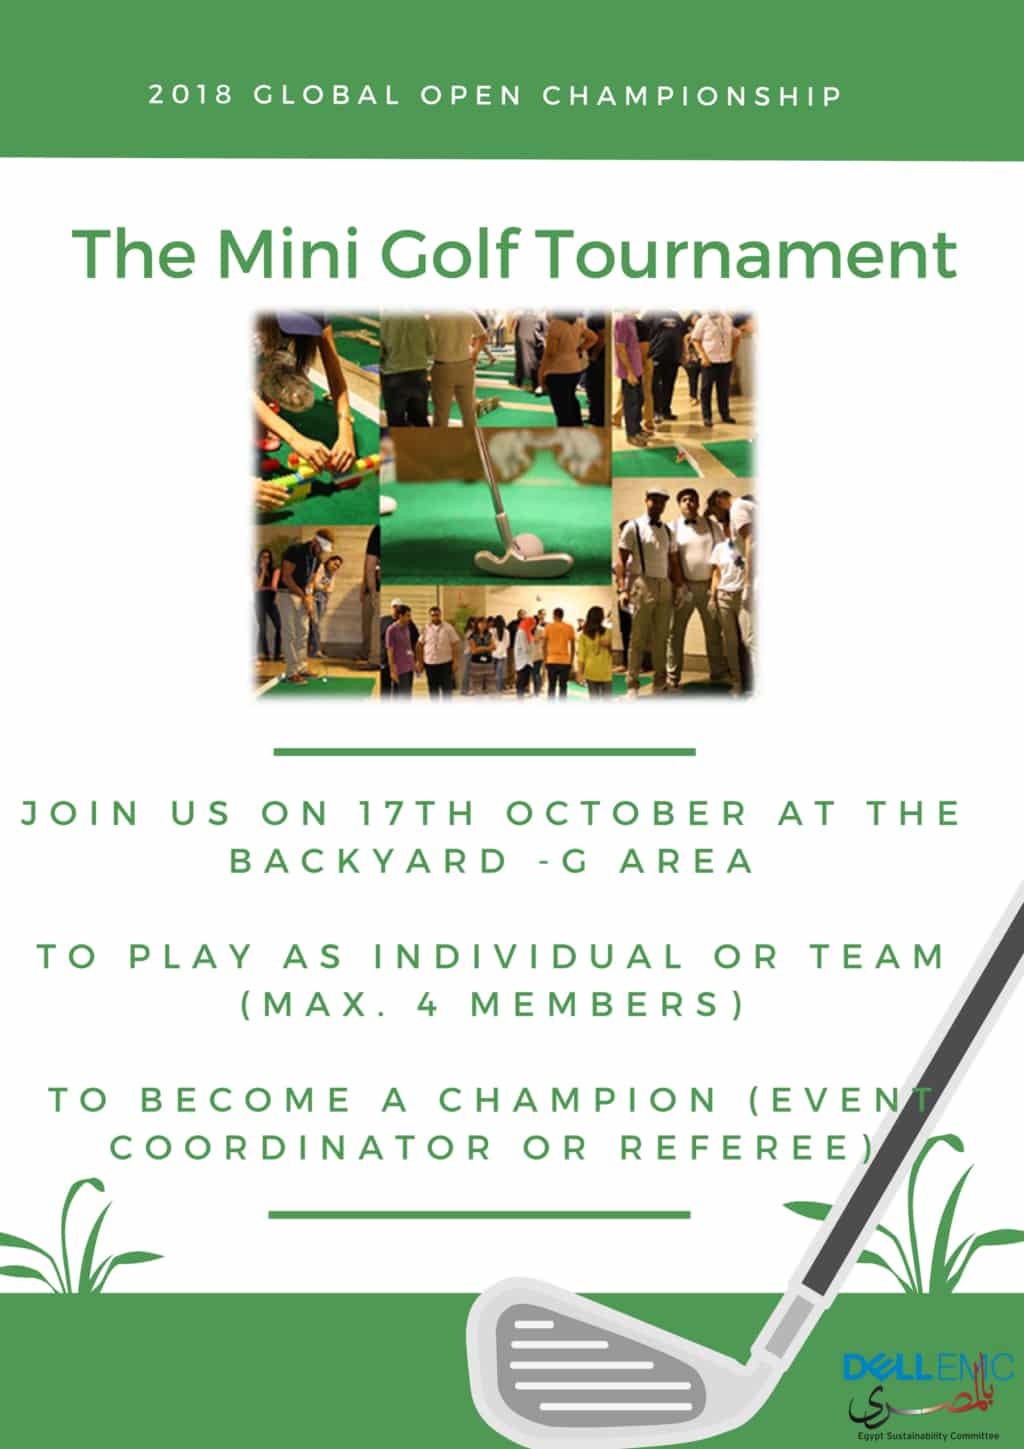 2018 GLOBAL OPEN CHAMPIONSHIP
The Mini Golf Tournament
JOIN US ON 17TH OCTOBER AT THE
BACKYARD -G AREA
TO PLAY AS INDIVIDUAL OR TEAM
(MAX. 4 MEMBERS)
TO BECOME A CHAMPION (EVENT
COORDINATOR OR REFEREE)
DELLEMC
بالمصرى
Egypt Sustainability Committee